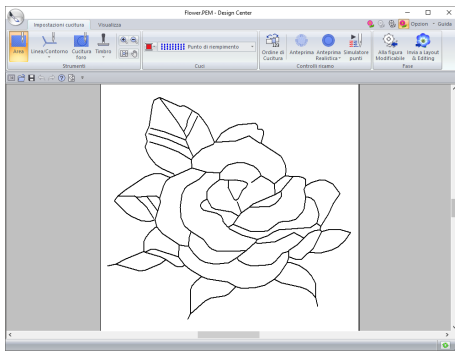 Flower.PEM - Design Center
Impostazioni cucitura Visualizza
Opzioni Guida
Area Linea/Contorno Cucitura foro Timbro
Punto di riempimento
Ordine di Cucitura Anteprima Anteprima Realistica Simulatore punti
Alla figura Modificabile Invia a Layout & Editing
Strumenti Cuci Controlli ricamo Fase